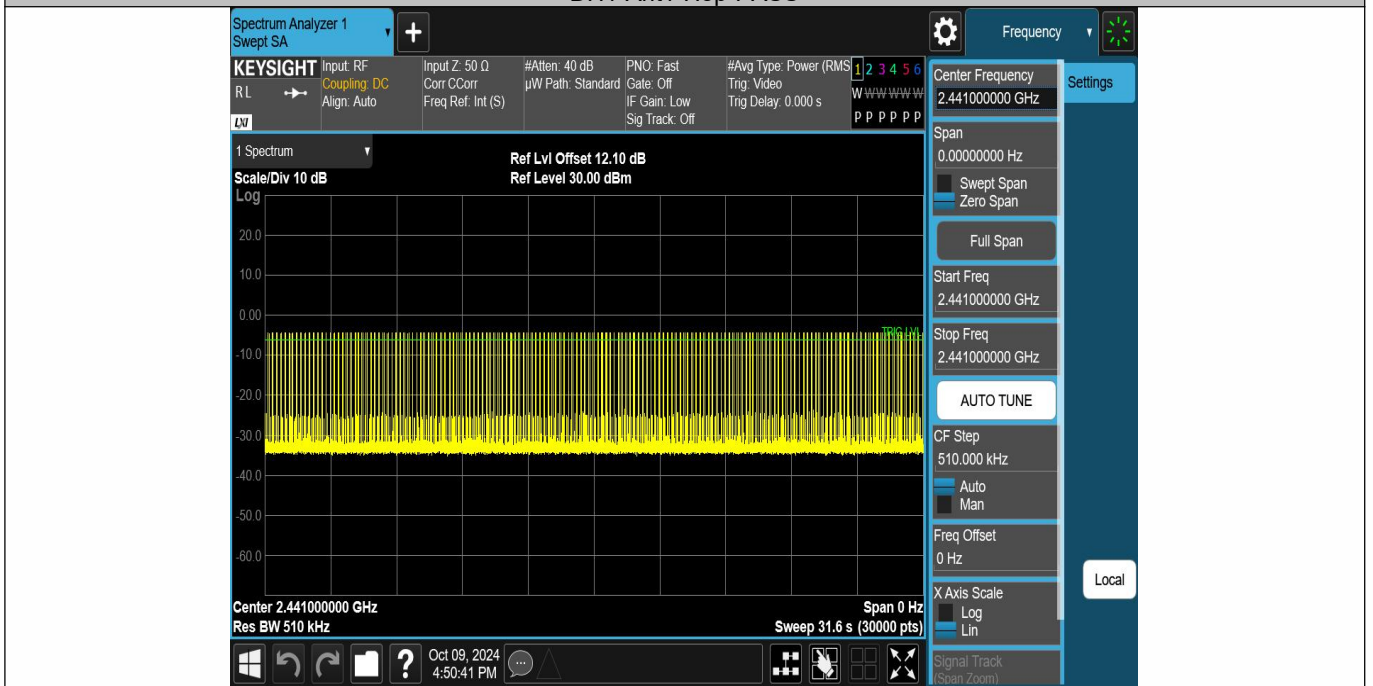 Spectrum Analyzer 1
Swept SA
+
Frequency
KEYSIGHT
RL
LXI
Input: RF
Coupling: DC
Align: Auto
Input Z: 50 Ω
Corr CCorr
Freq Ref: Int (S)
#Atten: 40 dB
µW Path: Standard
PNO: Fast
Gate: Off
IF Gain: Low
Sig Track: Off
#Avg Type: Power (RMS
Trig: Video
Trig Delay: 0.000 s
1 2 3 4 5 6
W W W W W W
P P P P P P
Center Frequency
2.441000000 GHz
Settings
Span
0.00000000 Hz
Swept Span
Zero Span
Full Span
Start Freq
2.441000000 GHz
Stop Freq
2.441000000 GHz
AUTO TUNE
CF Step
510.000 kHz
Auto
Man
Freq Offset
0 Hz
X Axis Scale
Log
Lin
Signal Track
(Span Zoom)
Local
1 Spectrum
Scale/Div 10 dB
Ref Lvl Offset 12.10 dB
Ref Level 30.00 dBm
Log
20.0
10.0
0.00
TRIG LVL
-10.0
-20.0
-30.0
-40.0
-50.0
-60.0
Center 2.441000000 GHz
Span 0 Hz
Res BW 510 kHz
Sweep 31.6 s (30000 pts)
?
Oct 09, 2024
4:50:41 PM